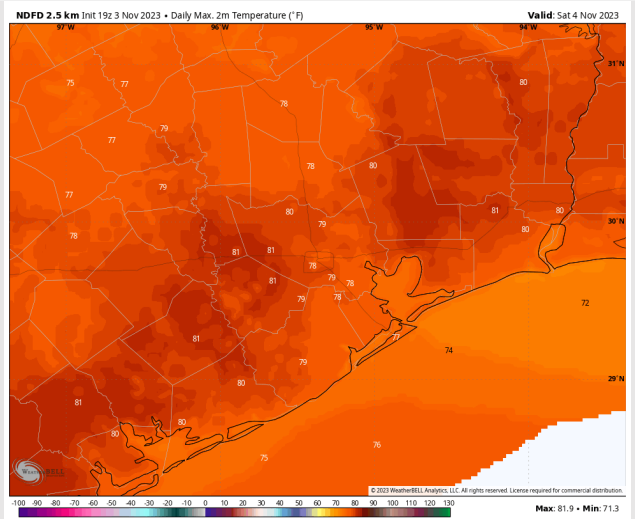 NDFD 2.5 km Init 19z 3 Nov 2023 • Daily Max. 2m Temperature (°F)
Valid: Sat 4 Nov 2023
97°W 96°W 95°W 94°W
31°N
80
75 77
78
79
77
78 80
79
77
80 81 80
30°N
79
80
78
81 81
78
79
81 78
79 78
72
77
81
74
79
29°N
80
81
80
80
76
75
WeatherBELL
© 2023 WeatherBELL Analytics, LLC. All rights reserved. License required for commercial distribution.
-100 -90 -80 -70 -60 -50 -40 -30 -20 -10 0 10 20 30 40 50 60 70 80 90 100 110 120 130
Max: 81.9 • Min: 71.3